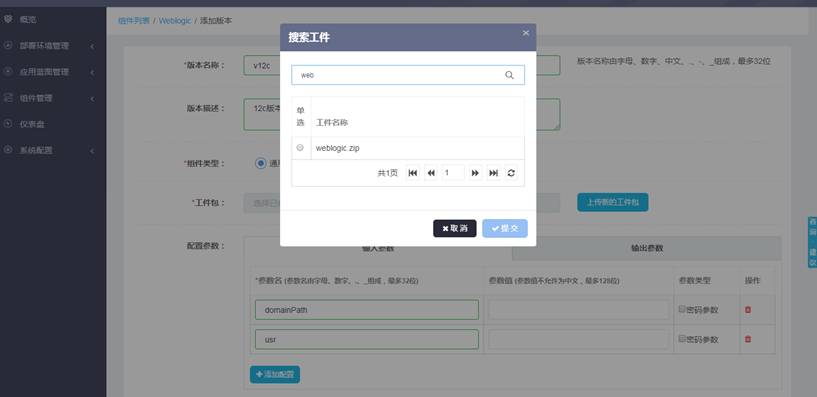 概览
部署环境管理
应用蓝图管理
组件管理
仪表盘
系统配置
组件列表 / Weblogic / 添加版本
搜索工件
×
web
单选 工件名称
weblogic.zip
共1页 1
取消 提交
*版本名称： v12c 版本名称由字母、数字、中文、.、-、_组成，最多32位
版本描述： 12c版本
*组件类型： 通用
*工件包： 选择已 上传新的工件包
配置参数： 输入参数 输出参数
*参数名 (参数名由字母、数字、.、_组成，最多32位) 参数值 (参数值不允许为中文，最多128位) 参数类型 操作
domainPath 密码参数
usr 密码参数
添加配置